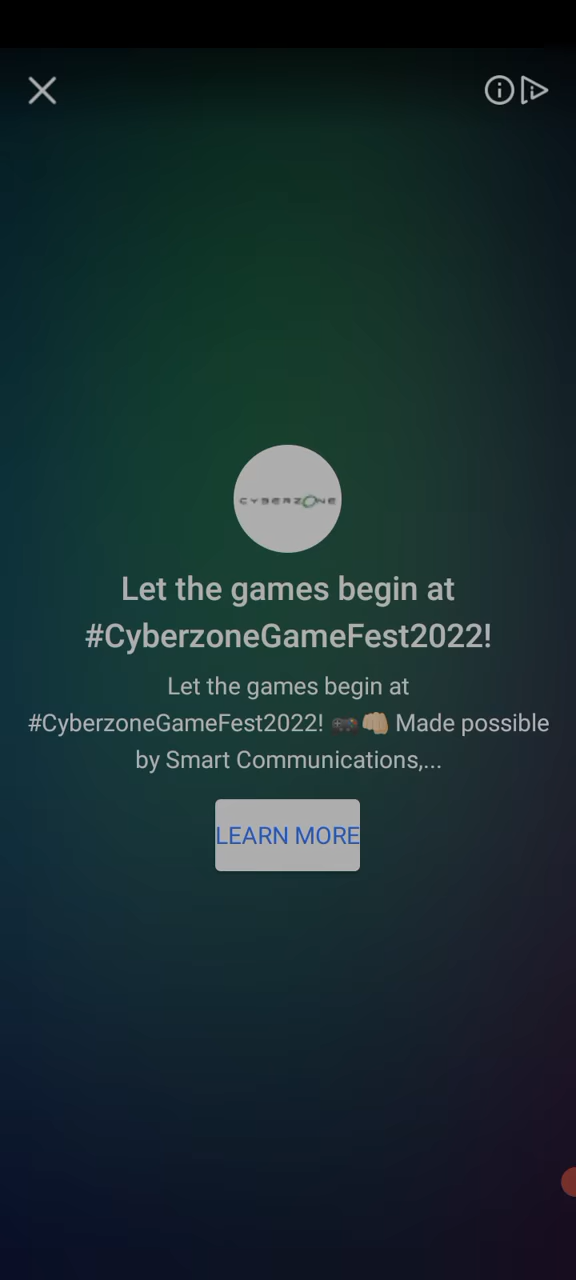 CYBERZONE
Let the games begin at
#CyberzoneGameFest2022!
Let the games begin at
#CyberzoneGameFest2022! 🎮👊🏼 Made possible
by Smart Communications,...
LEARN MORE